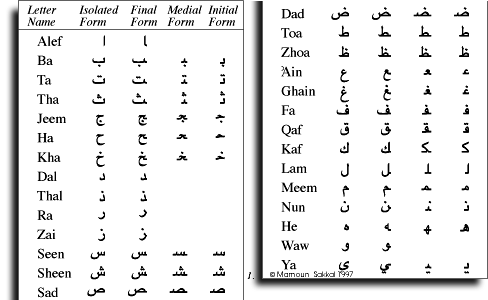 Letter Isolated Final Medial Initial
Name Form Form Form Form
Alef ا ـا
Ba ب ـب ـبـ بـ
Ta ت ـت ـتـ تـ
Tha ث ـث ـثـ ثـ
Jeem ج ـج ـجـ جـ
Ha ح ـح ـحـ حـ
Kha خ ـخ ـخـ خـ
Dal د ـد
Thal ذ ـذ
Ra ر ـر
Zai ز ـز
Seen س ـس ـسـ سـ
Sheen ش ـش ـشـ شـ
Sad ص ـص ـصـ صـ
Dad ض ـض ـضـ ضـ
Toa ط ـط ـطـ طـ
Zhoa ظ ـظ ـظـ ظـ
'Ain ع ـع ـعـ عـ
Ghain غ ـغ ـغـ غـ
Fa ف ـف ـفـ فـ
Qaf ق ـق ـقـ قـ
Kaf ك ـك ـكـ كـ
Lam ل ـل ـلـ لـ
Meem م ـم ـمـ مـ
Nun ن ـن ـنـ نـ
He ه ـه ـهـ هـ
Waw و ـو
Ya ي ـي ـيـ يـ
1. © Mamoun Sakkal 1997